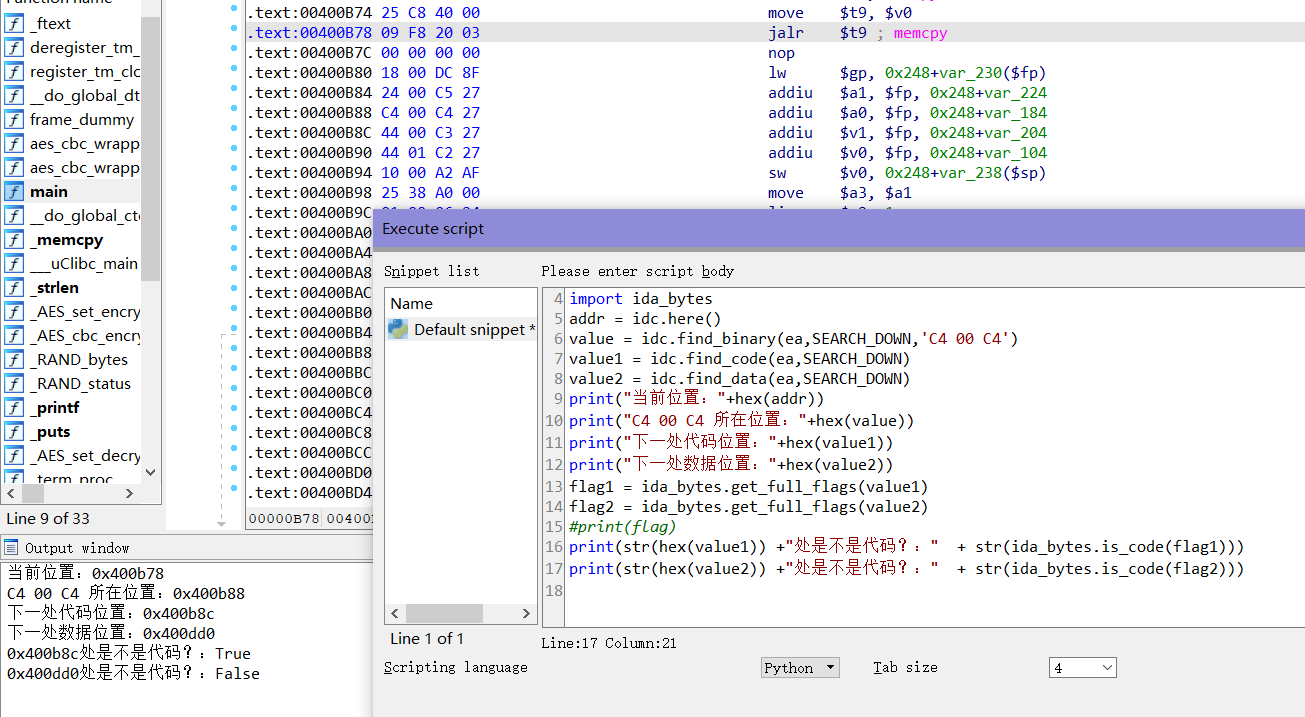 Function name
_ftext
deregister_tm_
register_tm_clo
__do_global_dt
frame_dummy
aes_cbc_wrapp
aes_cbc_wrapp
main
__do_global_cto
_memcpy
___uClibc_main
_strlen
_AES_set_encry
_AES_cbc_encry
_RAND_bytes
_RAND_status
_printf
_puts
_AES_set_decry
_term_proc
Line 9 of 33
.text:00400B74 25 C8 40 00 move $t9, $v0
.text:00400B78 09 F8 20 03 jalr $t9 ; memcpy
.text:00400B7C 00 00 00 00 nop
.text:00400B80 18 00 DC 8F lw $gp, 0x248+var_230($fp)
.text:00400B84 24 00 C5 27 addiu $a1, $fp, 0x248+var_224
.text:00400B88 C4 00 C4 27 addiu $a0, $fp, 0x248+var_184
.text:00400B8C 44 00 C3 27 addiu $v1, $fp, 0x248+var_204
.text:00400B90 44 01 C2 27 addiu $v0, $fp, 0x248+var_104
.text:00400B94 10 00 A2 AF sw $v0, 0x248+var_238($sp)
.text:00400B98 25 38 A0 00 move $a3, $a1
.text:00400B9C
.text:00400BA0
.text:00400BA4
.text:00400BA8
.text:00400BAC
.text:00400BB0
.text:00400BB4
.text:00400BB8
.text:00400BBC
.text:00400BC0
.text:00400BC4
.text:00400BC8
.text:00400BCC
.text:00400BD0
.text:00400BD4
00000B78 00400
Execute script
Snippet list
Name
Default snippet *
Line 1 of 1
Please enter script body
4 import ida_bytes
5 addr = idc.here()
6 value = idc.find_binary(ea,SEARCH_DOWN,'C4 00 C4')
7 value1 = idc.find_code(ea,SEARCH_DOWN)
8 value2 = idc.find_data(ea,SEARCH_DOWN)
9 print("当前位置："+hex(addr))
10 print("C4 00 C4 所在位置："+hex(value))
11 print("下一处代码位置："+hex(value1))
12 print("下一处数据位置："+hex(value2))
13 flag1 = ida_bytes.get_full_flags(value1)
14 flag2 = ida_bytes.get_full_flags(value2)
15 #print(flag)
16 print(str(hex(value1)) +"处是不是代码？：" + str(ida_bytes.is_code(flag1)))
17 print(str(hex(value2)) +"处是不是代码？：" + str(ida_bytes.is_code(flag2)))
18
Line:17 Column:21
Scripting language
Python
Tab size
4
Output window
当前位置：0x400b78
C4 00 C4 所在位置：0x400b88
下一处代码位置：0x400b8c
下一处数据位置：0x400dd0
0x400b8c处是不是代码？：True
0x400dd0处是不是代码？：False